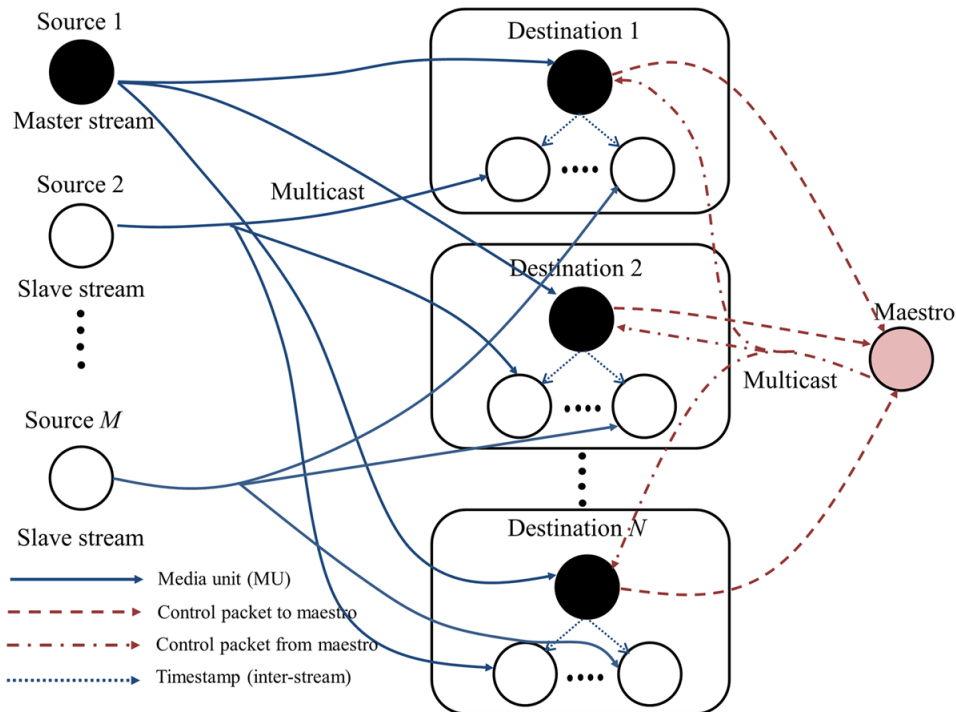 Source 1
Master stream
Source 2
Slave stream
Source M
Slave stream
Multicast
Destination 1
Destination 2
Destination N
Maestro
Multicast
Media unit (MU)
Control packet to maestro
Control packet from maestro
Timestamp (inter-stream)